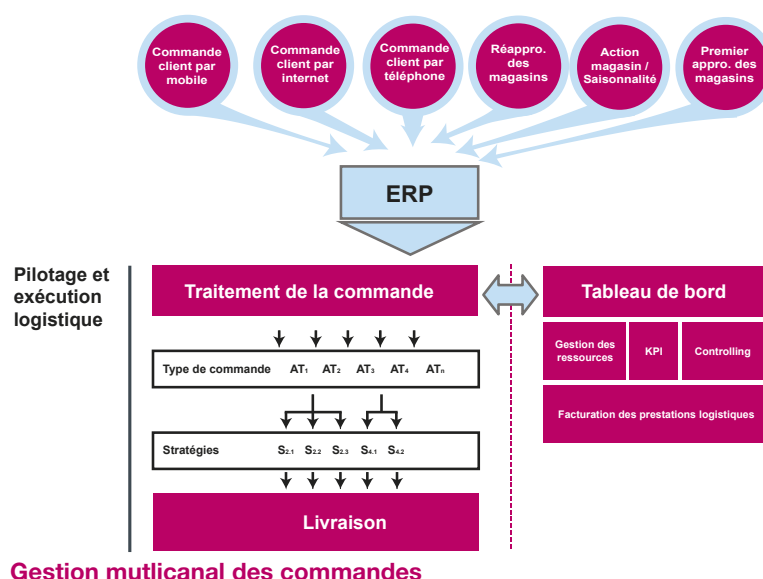 Commande
client par
mobile
Commande
client par
internet
Commande
client par
téléphone
Réappro.
des
magasins
Action
magasin /
Saisonnalité
Premier
appro. des
magasins
ERP
Pilotage et
exécution
logistique
Traitement de la commande
Tableau de bord
Gestion des
ressources
KPI
Controlling
Type de commande AT1 AT2 AT3 AT4 ATn
Facturation des prestations logistiques
Stratégies S2.1 S2.2 S2.3 S4.1 S4.2
Livraison
Gestion mutlicanal des commandes